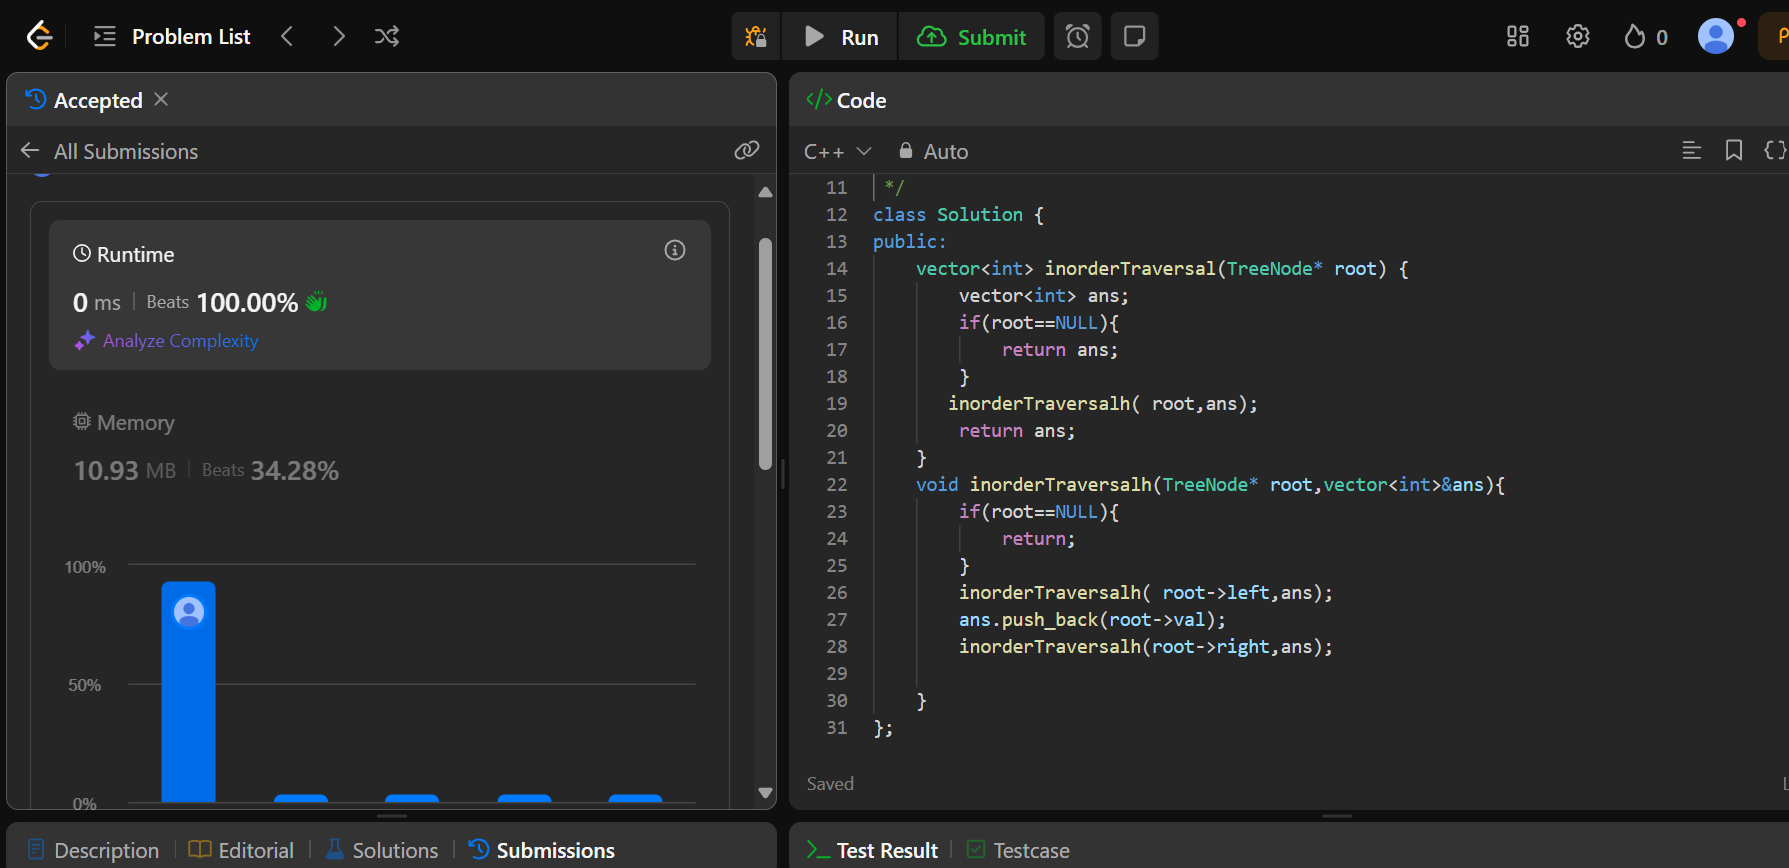 Problem List
Run
Submit
0
Accepted
All Submissions
Runtime
0 ms | Beats 100.00%
Analyze Complexity
Memory
10.93 MB | Beats 34.28%
100%
50%
0%
Description
Editorial
Solutions
Submissions
</> Code
C++
Auto
11 */
12 class Solution {
13 public:
14     vector<int> inorderTraversal(TreeNode* root) {
15         vector<int> ans;
16         if(root==NULL){
17             return ans;
18         }
19        inorderTraversalh( root,ans);
20         return ans;
21     }
22     void inorderTraversalh(TreeNode* root,vector<int>&ans){
23         if(root==NULL){
24             return;
25         }
26         inorderTraversalh( root->left,ans);
27         ans.push_back(root->val);
28         inorderTraversalh(root->right,ans);
29
30     }
31 };
Saved
Test Result
Testcase